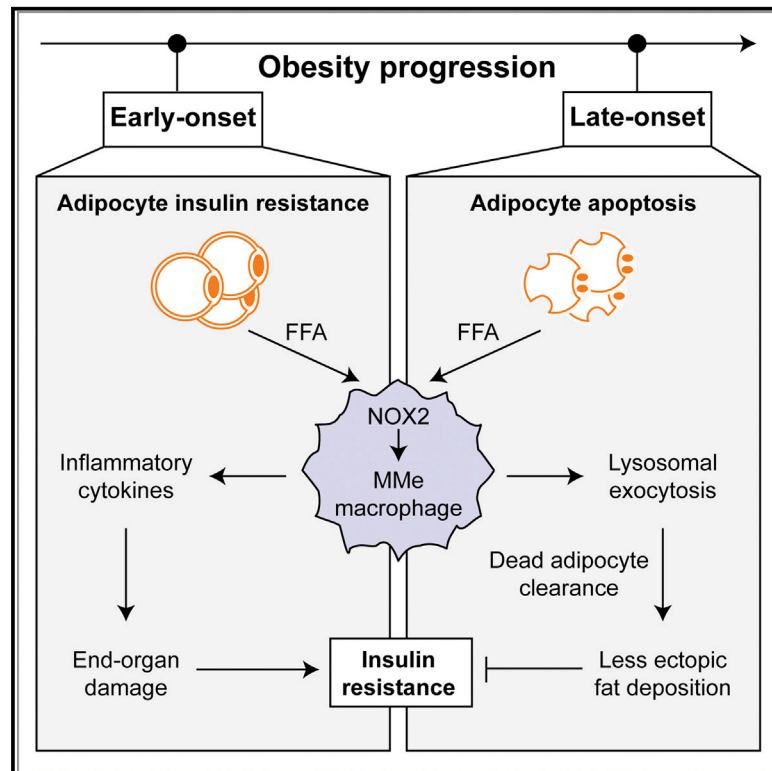 Obesity progression
Early-onset
Late-onset
Adipocyte insulin resistance
Adipocyte apoptosis
FFA
FFA
NOX2
MMe
macrophage
Inflammatory
cytokines
Lysosomal
exocytosis
Dead adipocyte
clearance
End-organ
damage
Insulin
resistance
Less ectopic
fat deposition